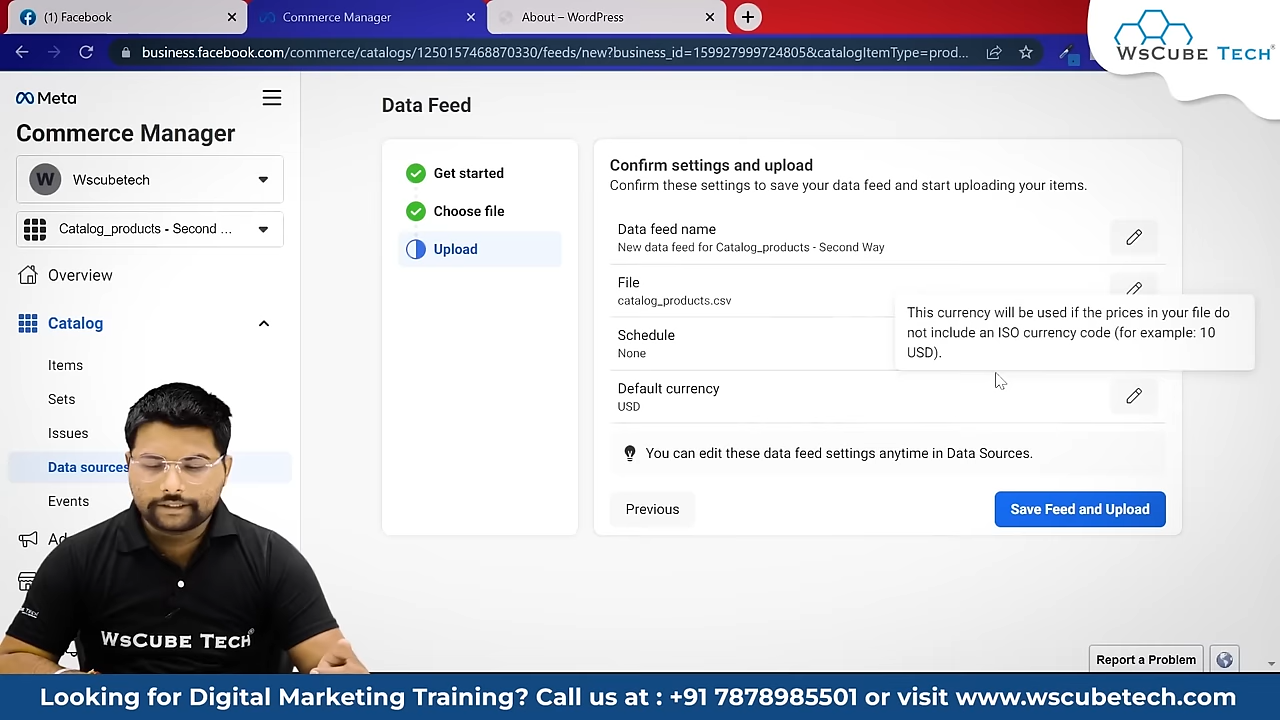 (1) Facebook
Commerce Manager
About – WordPress
business.facebook.com/commerce/catalogs/1250157468870330/feeds/new?business_id=159927999724805&catalogItemType=prod...
WSCUBE TECH®
Meta
Commerce Manager
W
Wscubetech
Catalog_products - Second ...
Overview
Catalog
Items
Sets
Issues
Data sources
Events
Ad
Data Feed
Get started
Choose file
Upload
Confirm settings and upload
Confirm these settings to save your data feed and start uploading your items.
Data feed name
New data feed for Catalog_products - Second Way
File
catalog_products.csv
Schedule
None
This currency will be used if the prices in your file do
not include an ISO currency code (for example: 10
USD).
Default currency
USD
You can edit these data feed settings anytime in Data Sources.
Previous
Save Feed and Upload
WSCUBE TECH®
Report a Problem
Looking for Digital Marketing Training? Call us at : +91 7878985501 or visit www.wscubetech.com